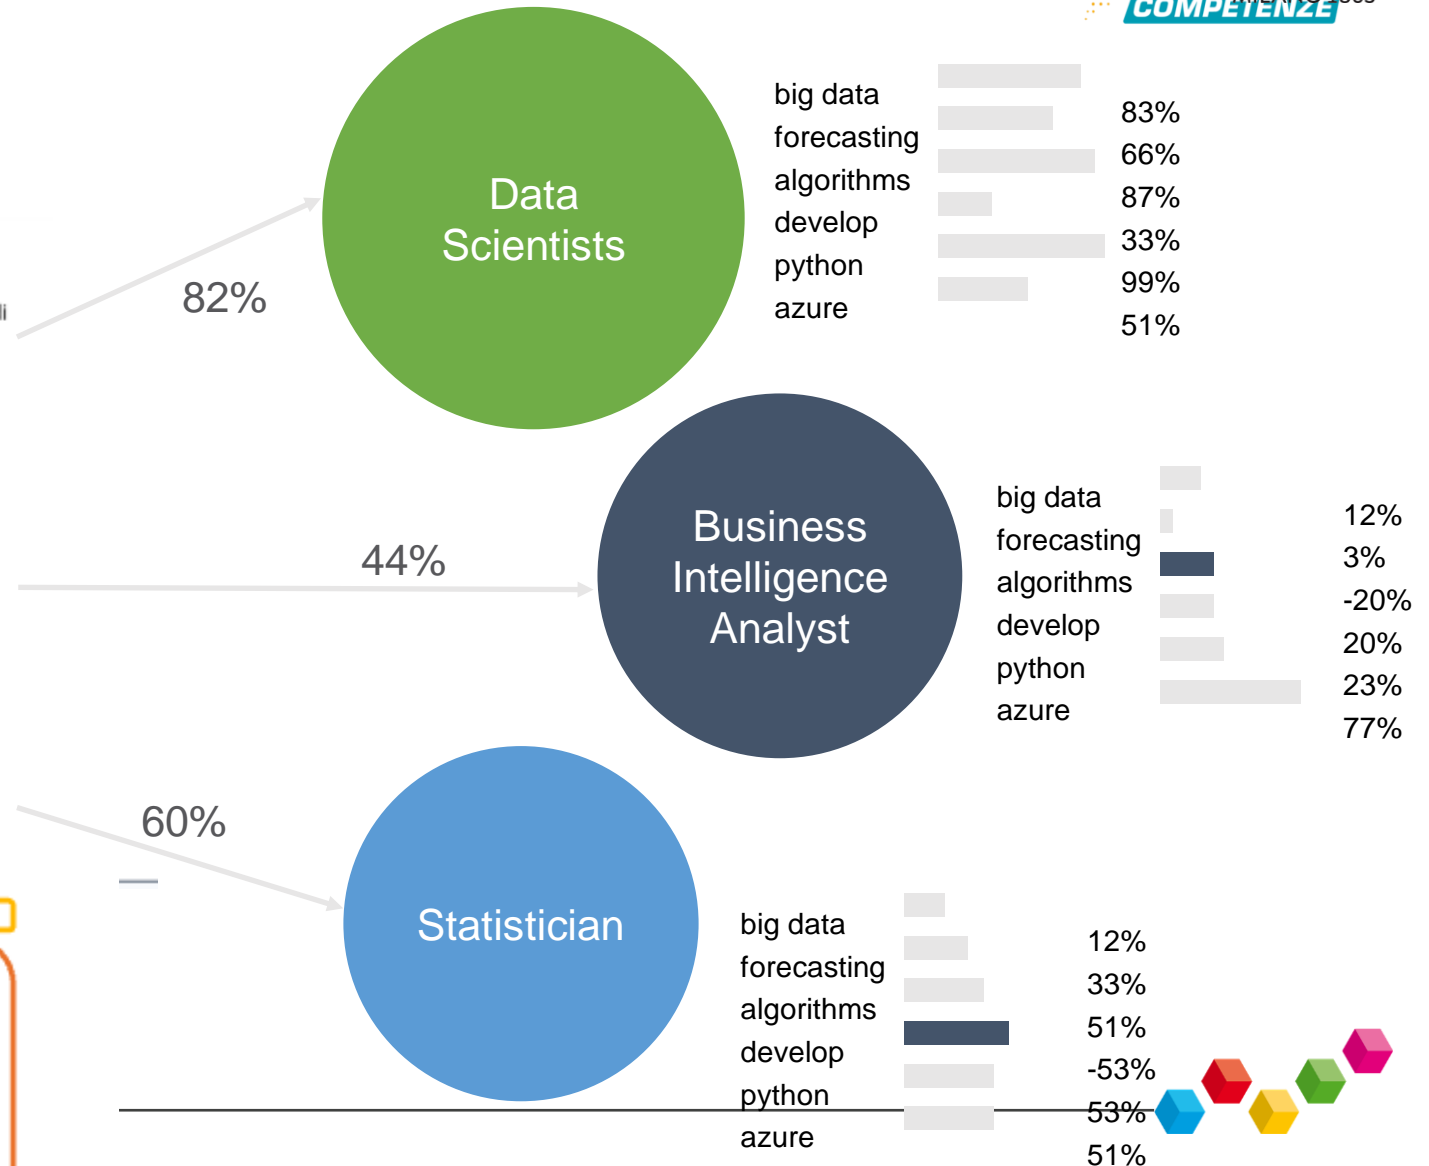 COMPETENZE
82%
Data
Scientists
big data
forecasting
algorithms
develop
python
azure
83%
66%
87%
33%
99%
51%
44%
Business
Intelligence
Analyst
big data
forecasting
algorithms
develop
python
azure
12%
3%
-20%
20%
23%
77%
60%
Statistician
big data
forecasting
algorithms
develop
python
azure
12%
33%
51%
-53%
53%
51%